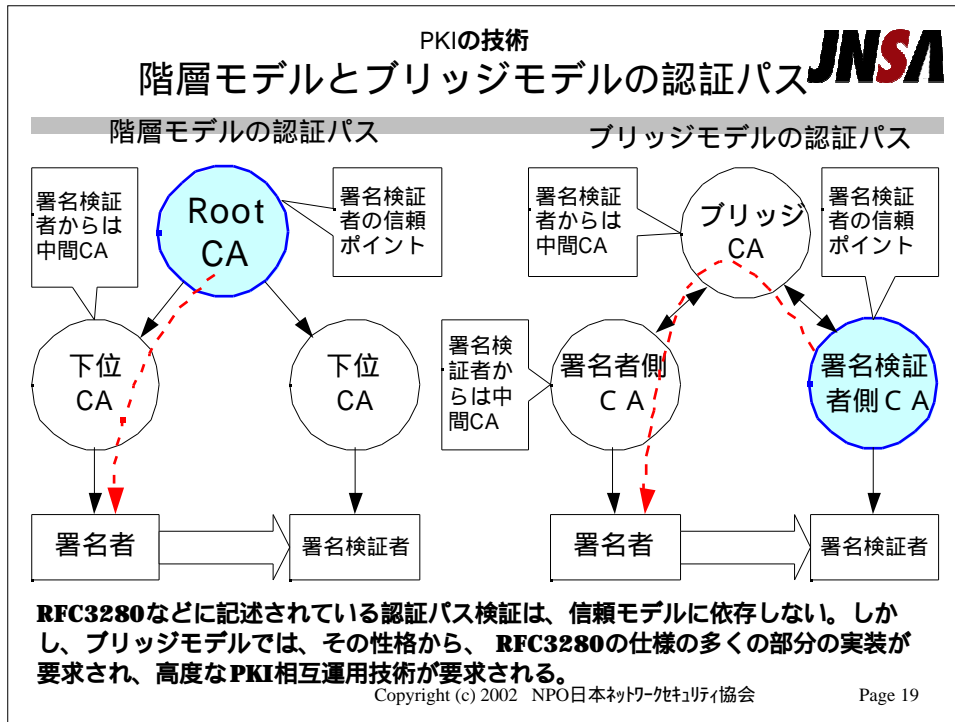 PKIの技術
JNSA
階層モデルとブリッジモデルの認証パス
階層モデルの認証パス
署名検証
者からは
中間CA
Root
CA
署名検証
者の信頼
ポイント
下位
CA
下位
CA
署名者
署名検証者
ブリッジモデルの認証パス
署名検証
者からは
中間CA
ブリッジ
CA
署名検証
者の信頼
ポイント
署名検
証者か
らは中
間CA
署名者側
ＣＡ
署名検証
者側ＣＡ
署名者
署名検証者
RFC3280などに記述されている認証パス検証は、信頼モデルに依存しない。しか
し、ブリッジモデルでは、その性格から、 RFC3280の仕様の多くの部分の実装が
要求され、高度なPKI相互運用技術が要求される。
Copyright (c) 2002 NPO日本ﾈｯﾄﾜｰｸｾｷｭﾘﾃｨ協会
Page 19